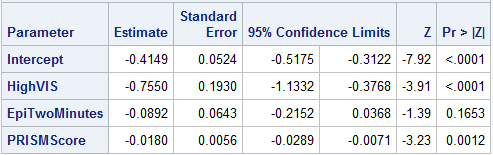 Parameter Estimate Standard Error 95% Confidence Limits Z Pr > |Z|
Intercept -0.4149 0.0524 -0.5175 -0.3122 -7.92 <.0001
HighVIS -0.7550 0.1930 -1.1332 -0.3768 -3.91 <.0001
EpiTwoMinutes -0.0892 0.0643 -0.2152 0.0368 -1.39 0.1653
PRISMScore -0.0180 0.0056 -0.0289 -0.0071 -3.23 0.0012